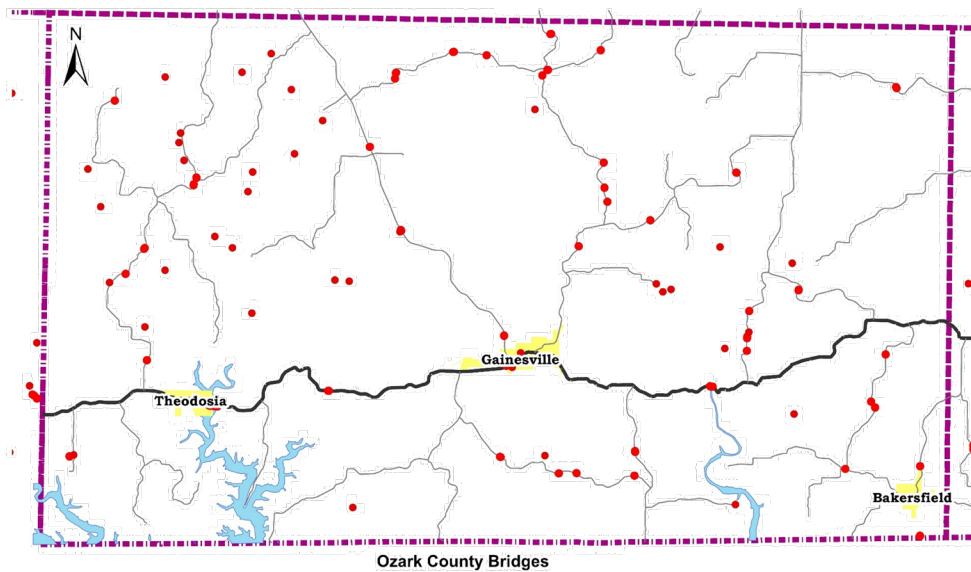 N
Gainesville
Theodosia
Bakersfield
Ozark County Bridges